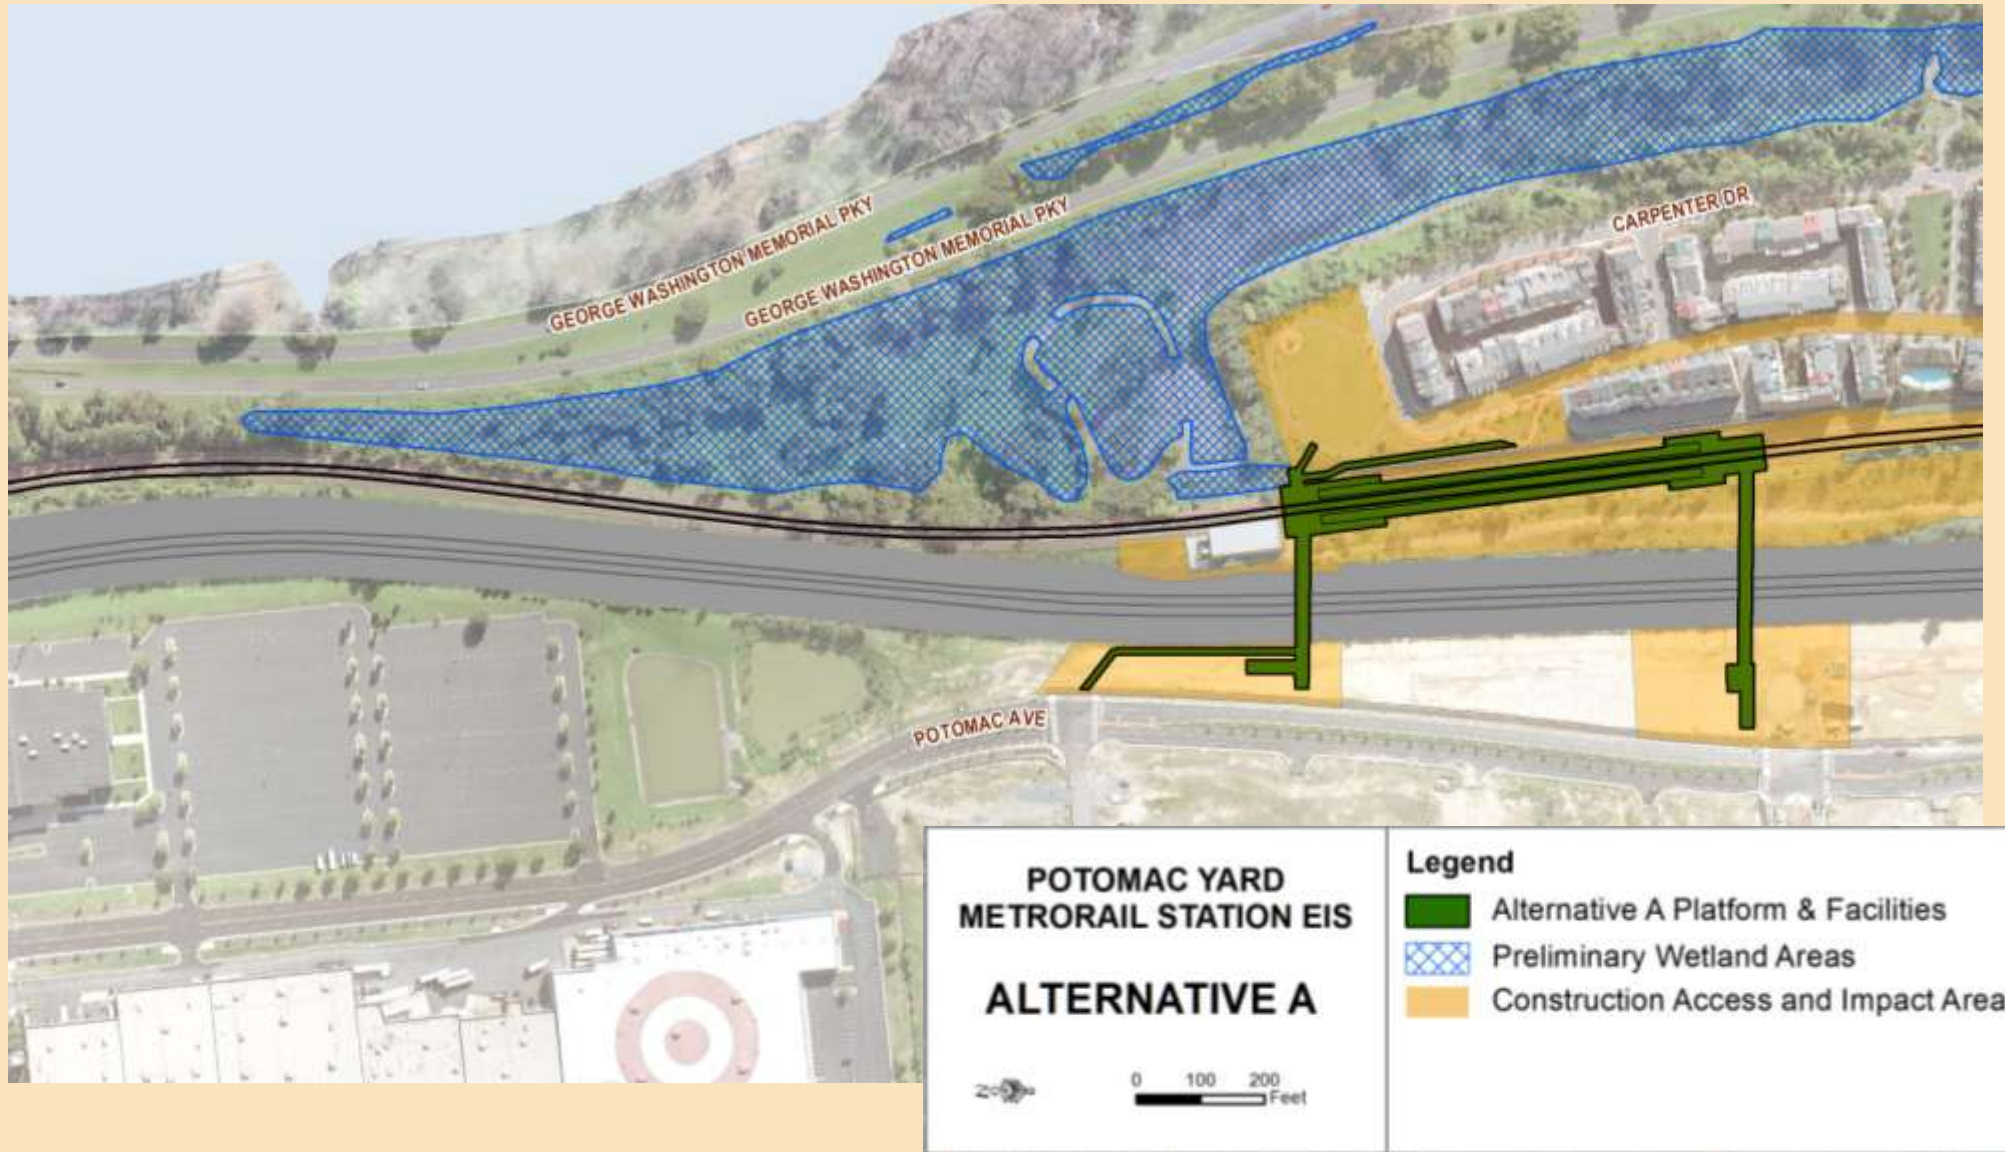 GEORGE WASHINGTON MEMORIAL PKY
GEORGE WASHINGTON MEMORIAL PKY
CARPENTER DR
POTOMAC AVE
POTOMAC YARD
METRORAIL STATION EIS
ALTERNATIVE A
N
0 100 200
Feet
Legend
Alternative A Platform & Facilities
Preliminary Wetland Areas
Construction Access and Impact Area